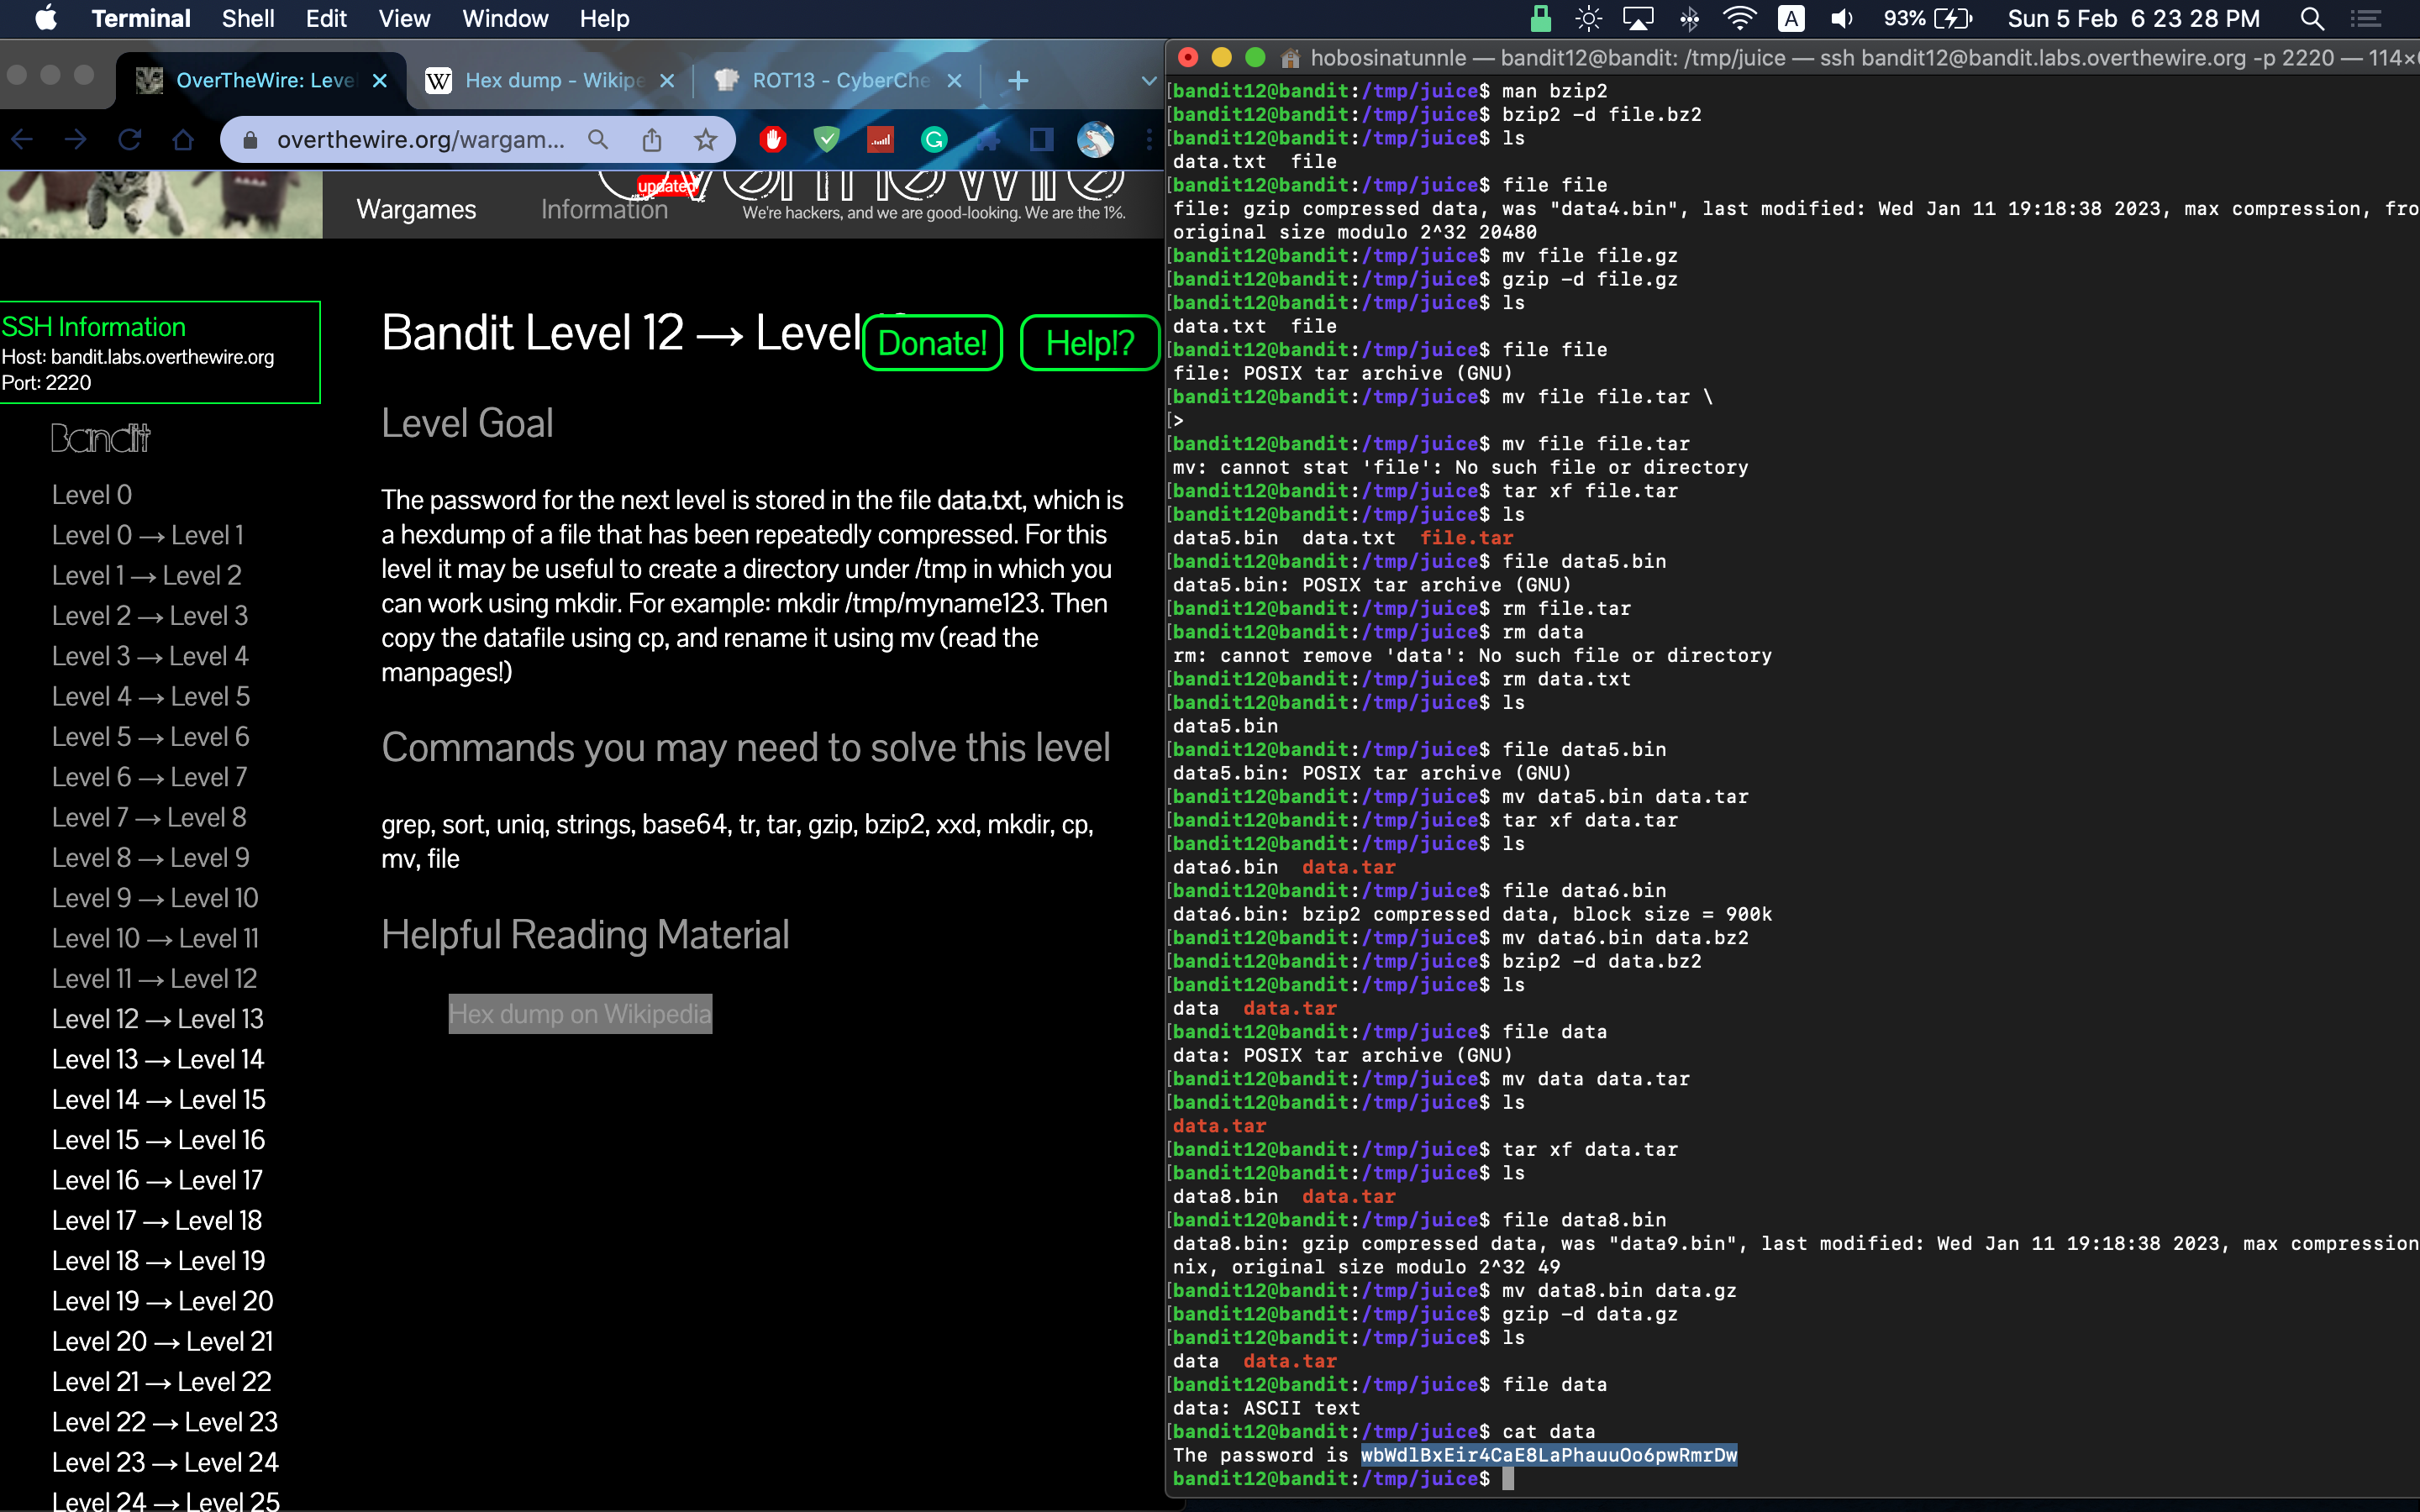 Terminal Shell Edit View Window Help A 93% Sun 5 Feb 6 23 28 PM
OverTheWire: Leve
W Hex dump - Wikipe
ROT13 - CyberChe
overthewire.org/wargam...
updated
Wargames Information
We're hackers, and we are good-looking. We are the 1%.
SSH Information
Host: bandit.labs.overthewire.org
Port: 2220
Bandit
Level 0
Level 0 → Level 1
Level 1 → Level 2
Level 2 → Level 3
Level 3 → Level 4
Level 4 → Level 5
Level 5 → Level 6
Level 6 → Level 7
Level 7 → Level 8
Level 8 → Level 9
Level 9 → Level 10
Level 10 → Level 11
Level 11 → Level 12
Level 12 → Level 13
Level 13 → Level 14
Level 14 → Level 15
Level 15 → Level 16
Level 16 → Level 17
Level 17 → Level 18
Level 18 → Level 19
Level 19 → Level 20
Level 20 → Level 21
Level 21 → Level 22
Level 22 → Level 23
Level 23 → Level 24
Level 24 → Level 25
Bandit Level 12 → Level
Donate! Help!?
Level Goal
The password for the next level is stored in the file data.txt, which is
a hexdump of a file that has been repeatedly compressed. For this
level it may be useful to create a directory under /tmp in which you
can work using mkdir. For example: mkdir /tmp/myname123. Then
copy the datafile using cp, and rename it using mv (read the
manpages!)
Commands you may need to solve this level
grep, sort, uniq, strings, base64, tr, tar, gzip, bzip2, xxd, mkdir, cp,
mv, file
Helpful Reading Material
Hex dump on Wikipedia
hobosinatunnle — bandit12@bandit: /tmp/juice — ssh bandit12@bandit.labs.overthewire.org -p 2220 — 114×
[bandit12@bandit:/tmp/juice$ man bzip2
[bandit12@bandit:/tmp/juice$ bzip2 -d file.bz2
[bandit12@bandit:/tmp/juice$ ls
data.txt  file
[bandit12@bandit:/tmp/juice$ file file
file: gzip compressed data, was "data4.bin", last modified: Wed Jan 11 19:18:38 2023, max compression, fro
original size modulo 2^32 20480
[bandit12@bandit:/tmp/juice$ mv file file.gz
[bandit12@bandit:/tmp/juice$ gzip -d file.gz
[bandit12@bandit:/tmp/juice$ ls
data.txt  file
[bandit12@bandit:/tmp/juice$ file file
file: POSIX tar archive (GNU)
[bandit12@bandit:/tmp/juice$ mv file file.tar \
[>
[bandit12@bandit:/tmp/juice$ mv file file.tar
mv: cannot stat 'file': No such file or directory
[bandit12@bandit:/tmp/juice$ tar xf file.tar
[bandit12@bandit:/tmp/juice$ ls
data5.bin  data.txt  file.tar
[bandit12@bandit:/tmp/juice$ file data5.bin
data5.bin: POSIX tar archive (GNU)
[bandit12@bandit:/tmp/juice$ rm file.tar
[bandit12@bandit:/tmp/juice$ rm data
rm: cannot remove 'data': No such file or directory
[bandit12@bandit:/tmp/juice$ rm data.txt
[bandit12@bandit:/tmp/juice$ ls
data5.bin
[bandit12@bandit:/tmp/juice$ file data5.bin
data5.bin: POSIX tar archive (GNU)
[bandit12@bandit:/tmp/juice$ mv data5.bin data.tar
[bandit12@bandit:/tmp/juice$ tar xf data.tar
[bandit12@bandit:/tmp/juice$ ls
data6.bin  data.tar
[bandit12@bandit:/tmp/juice$ file data6.bin
data6.bin: bzip2 compressed data, block size = 900k
[bandit12@bandit:/tmp/juice$ mv data6.bin data.bz2
[bandit12@bandit:/tmp/juice$ bzip2 -d data.bz2
[bandit12@bandit:/tmp/juice$ ls
data  data.tar
[bandit12@bandit:/tmp/juice$ file data
data: POSIX tar archive (GNU)
[bandit12@bandit:/tmp/juice$ mv data data.tar
[bandit12@bandit:/tmp/juice$ ls
data.tar
[bandit12@bandit:/tmp/juice$ tar xf data.tar
[bandit12@bandit:/tmp/juice$ ls
data8.bin  data.tar
[bandit12@bandit:/tmp/juice$ file data8.bin
data8.bin: gzip compressed data, was "data9.bin", last modified: Wed Jan 11 19:18:38 2023, max compression
nix, original size modulo 2^32 49
[bandit12@bandit:/tmp/juice$ mv data8.bin data.gz
[bandit12@bandit:/tmp/juice$ gzip -d data.gz
[bandit12@bandit:/tmp/juice$ ls
data  data.tar
[bandit12@bandit:/tmp/juice$ file data
data: ASCII text
[bandit12@bandit:/tmp/juice$ cat data
The password is wbWdlBxEir4CaE8LaPhauuOo6pwRmrDw
bandit12@bandit:/tmp/juice$